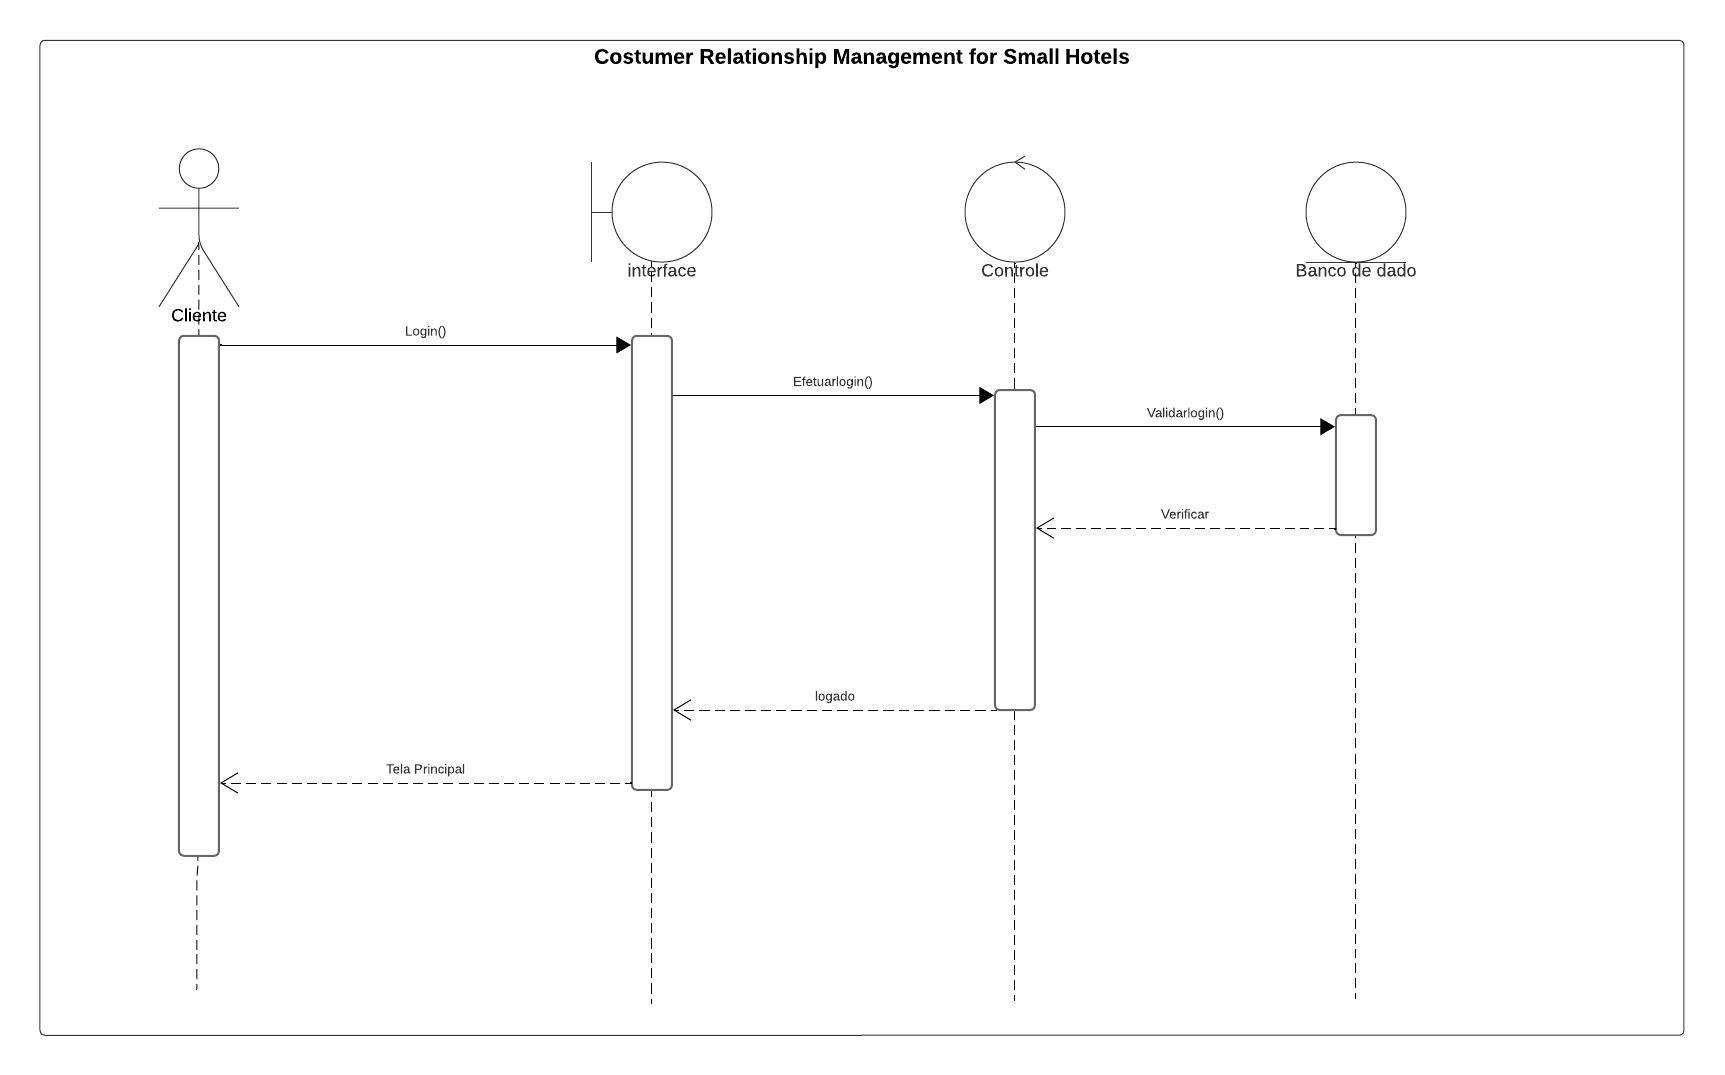 Costumer Relationship Management for Small Hotels
interface
Controle
Banco de dado
Cliente
Login()
Efetuarlogin()
Validarlogin()
Verificar
logado
Tela Principal